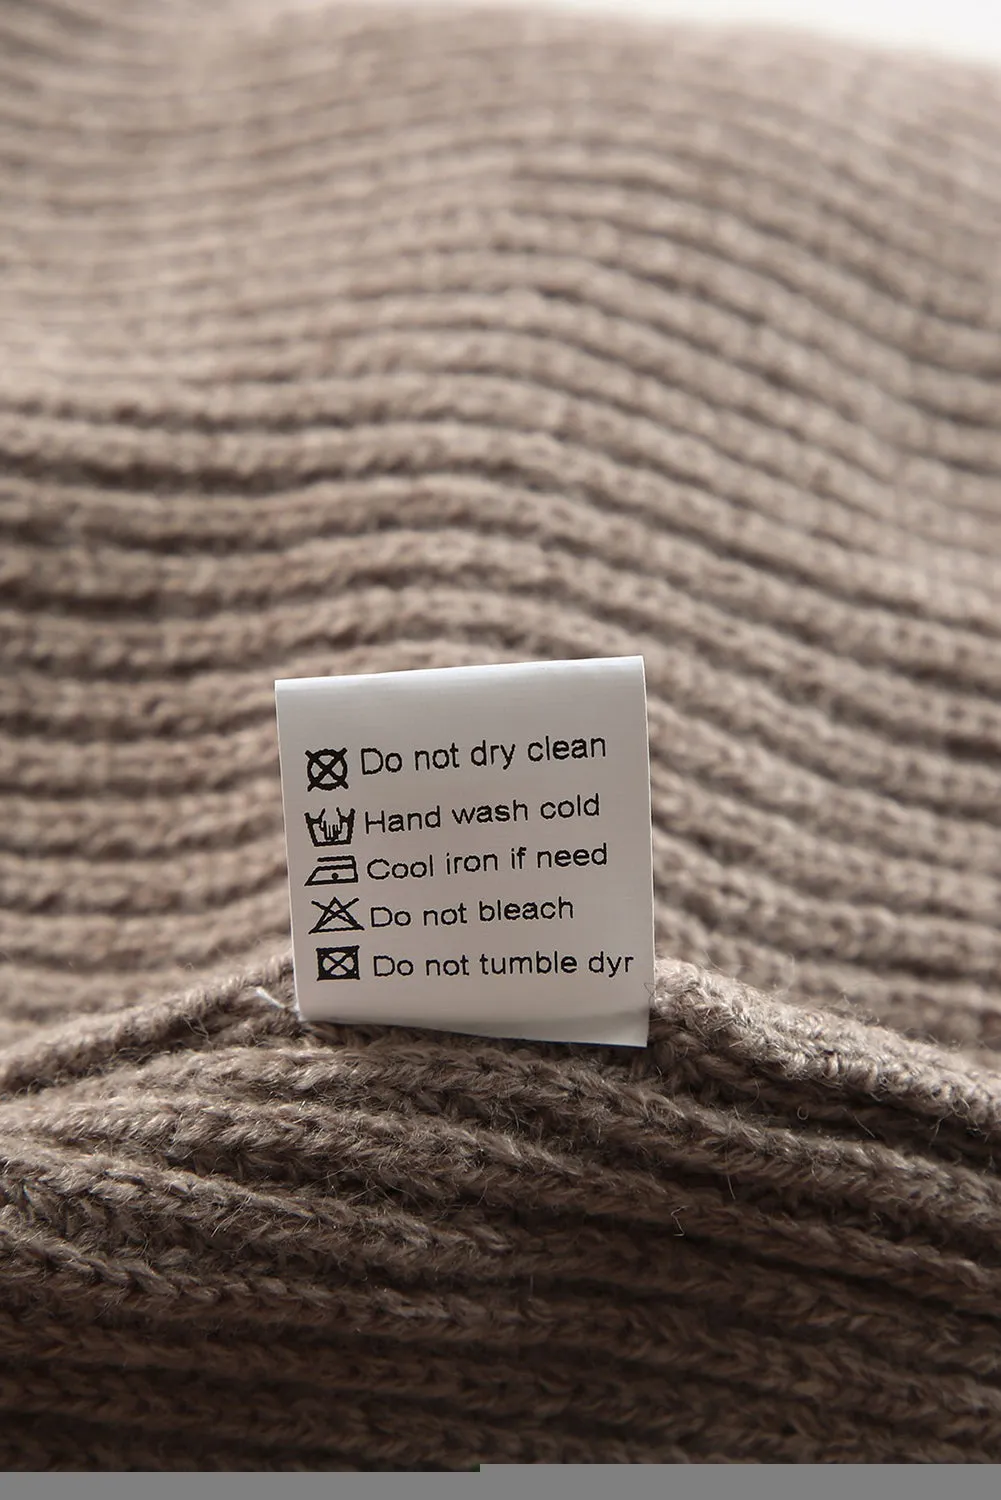 Do not dry clean
Hand wash cold
Cool iron if need
Do not bleach
Do not tumble dyr